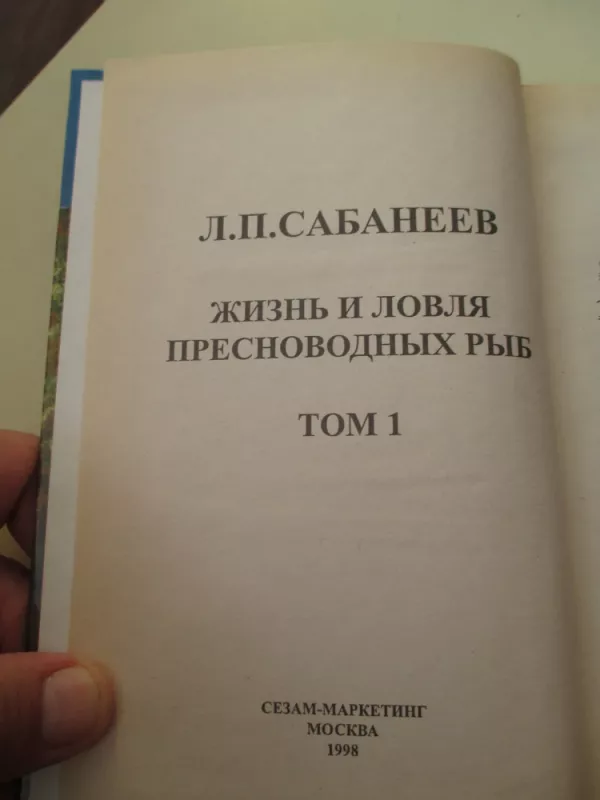 Л.П.САБАНЕЕВ
ЖИЗНЬ И ЛОВЛЯ
ПРЕСНОВОДНЫХ РЫБ
ТОМ 1
СЕЗАМ-МАРКЕТИНГ
МОСКВА
1998